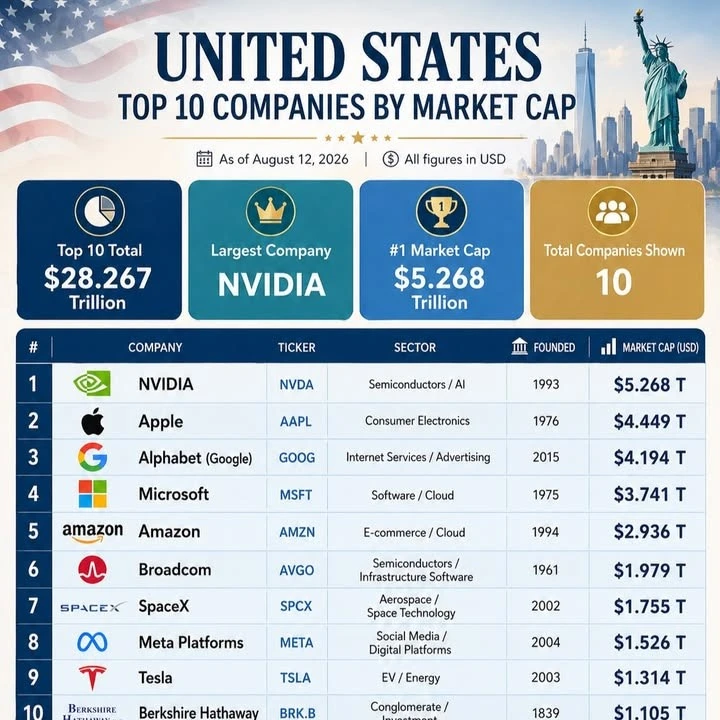 UNITED STATES
TOP 10 COMPANIES BY MARKET CAP
As of August 12, 2026 | All figures in USD
Top 10 Total
$28.267
Trillion
Largest Company
NVIDIA
1
#1 Market Cap
$5.268
Trillion
Total Companies Shown
10
# COMPANY TICKER SECTOR FOUNDED MARKET CAP (USD)
1 NVIDIA NVDA Semiconductors / AI 1993 $5.268 T
2 Apple AAPL Consumer Electronics 1976 $4.449 T
3 Alphabet (Google) GOOG Internet Services / Advertising 2015 $4.194 T
4 Microsoft MSFT Software / Cloud 1975 $3.741 T
5 amazon Amazon AMZN E-commerce / Cloud 1994 $2.936 T
6 Broadcom AVGO Semiconductors /
Infrastructure Software 1961 $1.979 T
7 SPACEX SpaceX SPCX Aerospace /
Space Technology 2002 $1.755 T
8 Meta Platforms META Social Media /
Digital Platforms 2004 $1.526 T
9 Tesla TSLA EV / Energy 2003 $1.314 T
10 BERKSHIRE
HATHAWAY Berkshire Hathaway BRK.B Conglomerate /
Investment 1839 $1.105 T